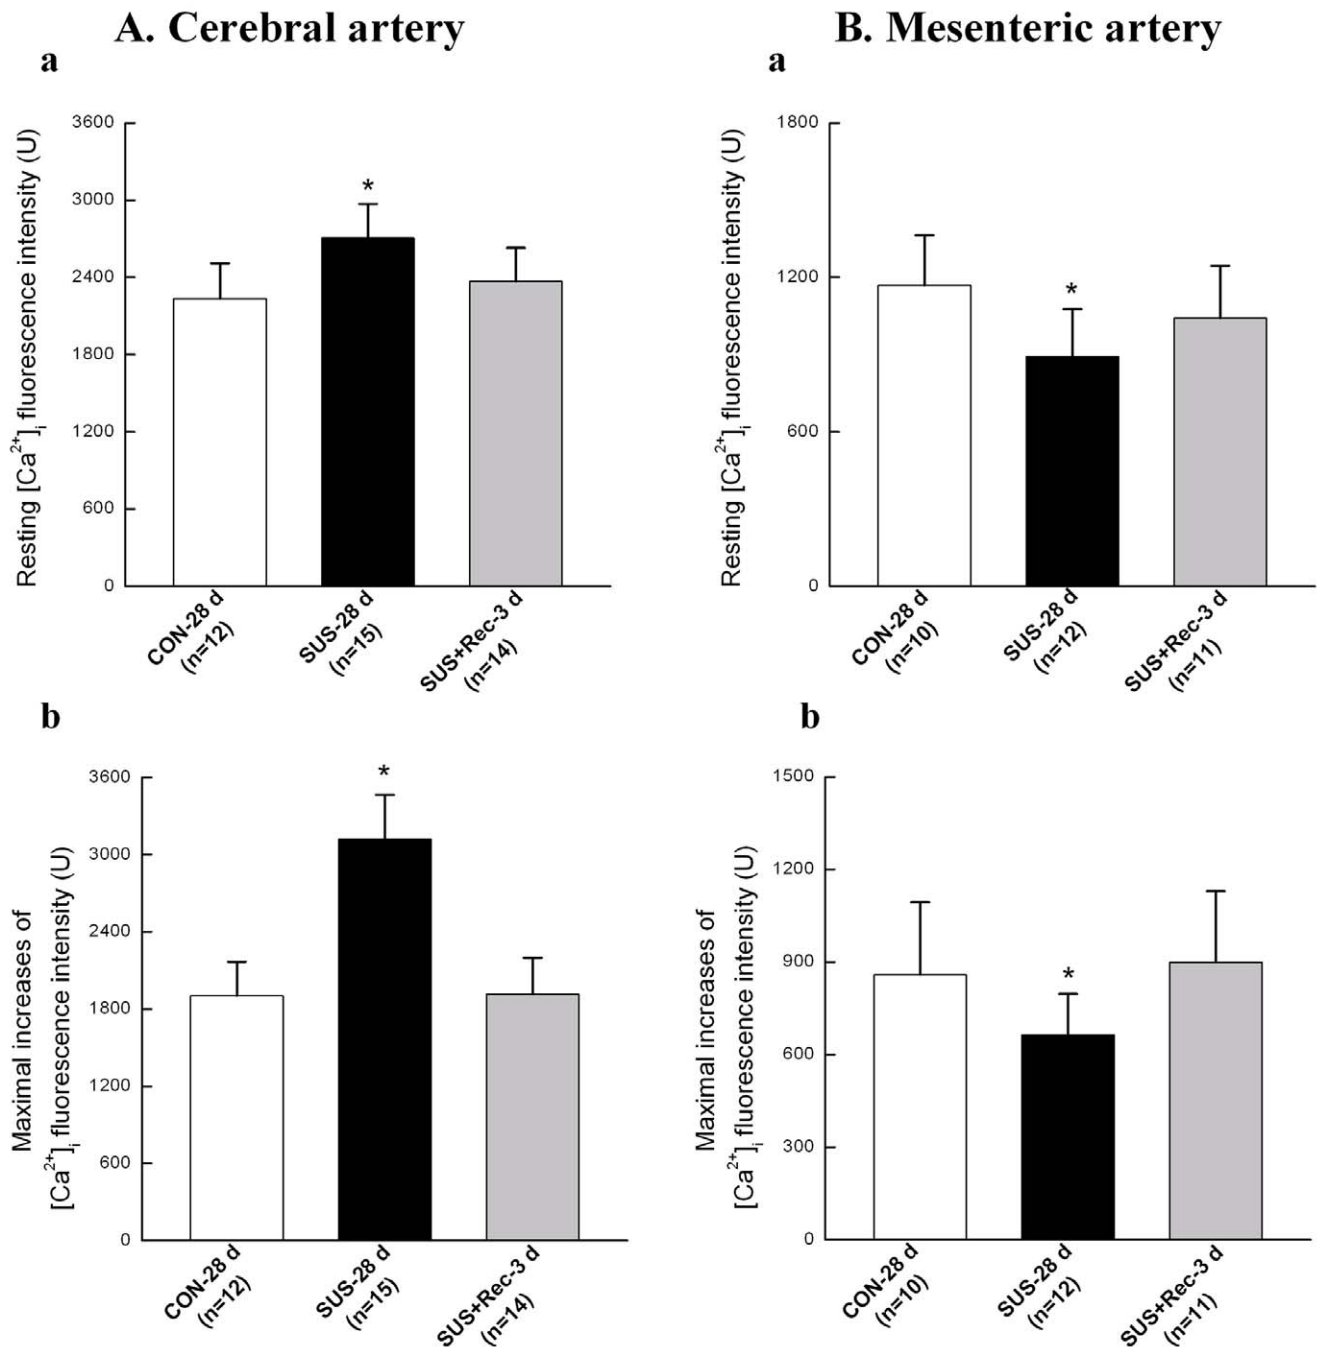 A. Cerebral artery
a
Resting [Ca²⁺]ᵢ fluorescence intensity (U)
3600
3000
2400
1800
1200
600
0
*
CON-28 d
(n=12)
SUS-28 d
(n=15)
SUS+Rec-3 d
(n=14)
b
Maximal increases of
[Ca²⁺]ᵢ fluorescence intensity (U)
3600
3000
2400
1800
1200
600
0
*
CON-28 d
(n=12)
SUS-28 d
(n=15)
SUS+Rec-3 d
(n=14)
B. Mesenteric artery
a
Resting [Ca²⁺]ᵢ fluorescence intensity (U)
1800
1200
600
0
*
CON-28 d
(n=10)
SUS-28 d
(n=12)
SUS+Rec-3 d
(n=11)
b
Maximal increases of
[Ca²⁺]ᵢ fluorescence intensity (U)
1500
1200
900
600
300
0
*
CON-28 d
(n=10)
SUS-28 d
(n=12)
SUS+Rec-3 d
(n=11)